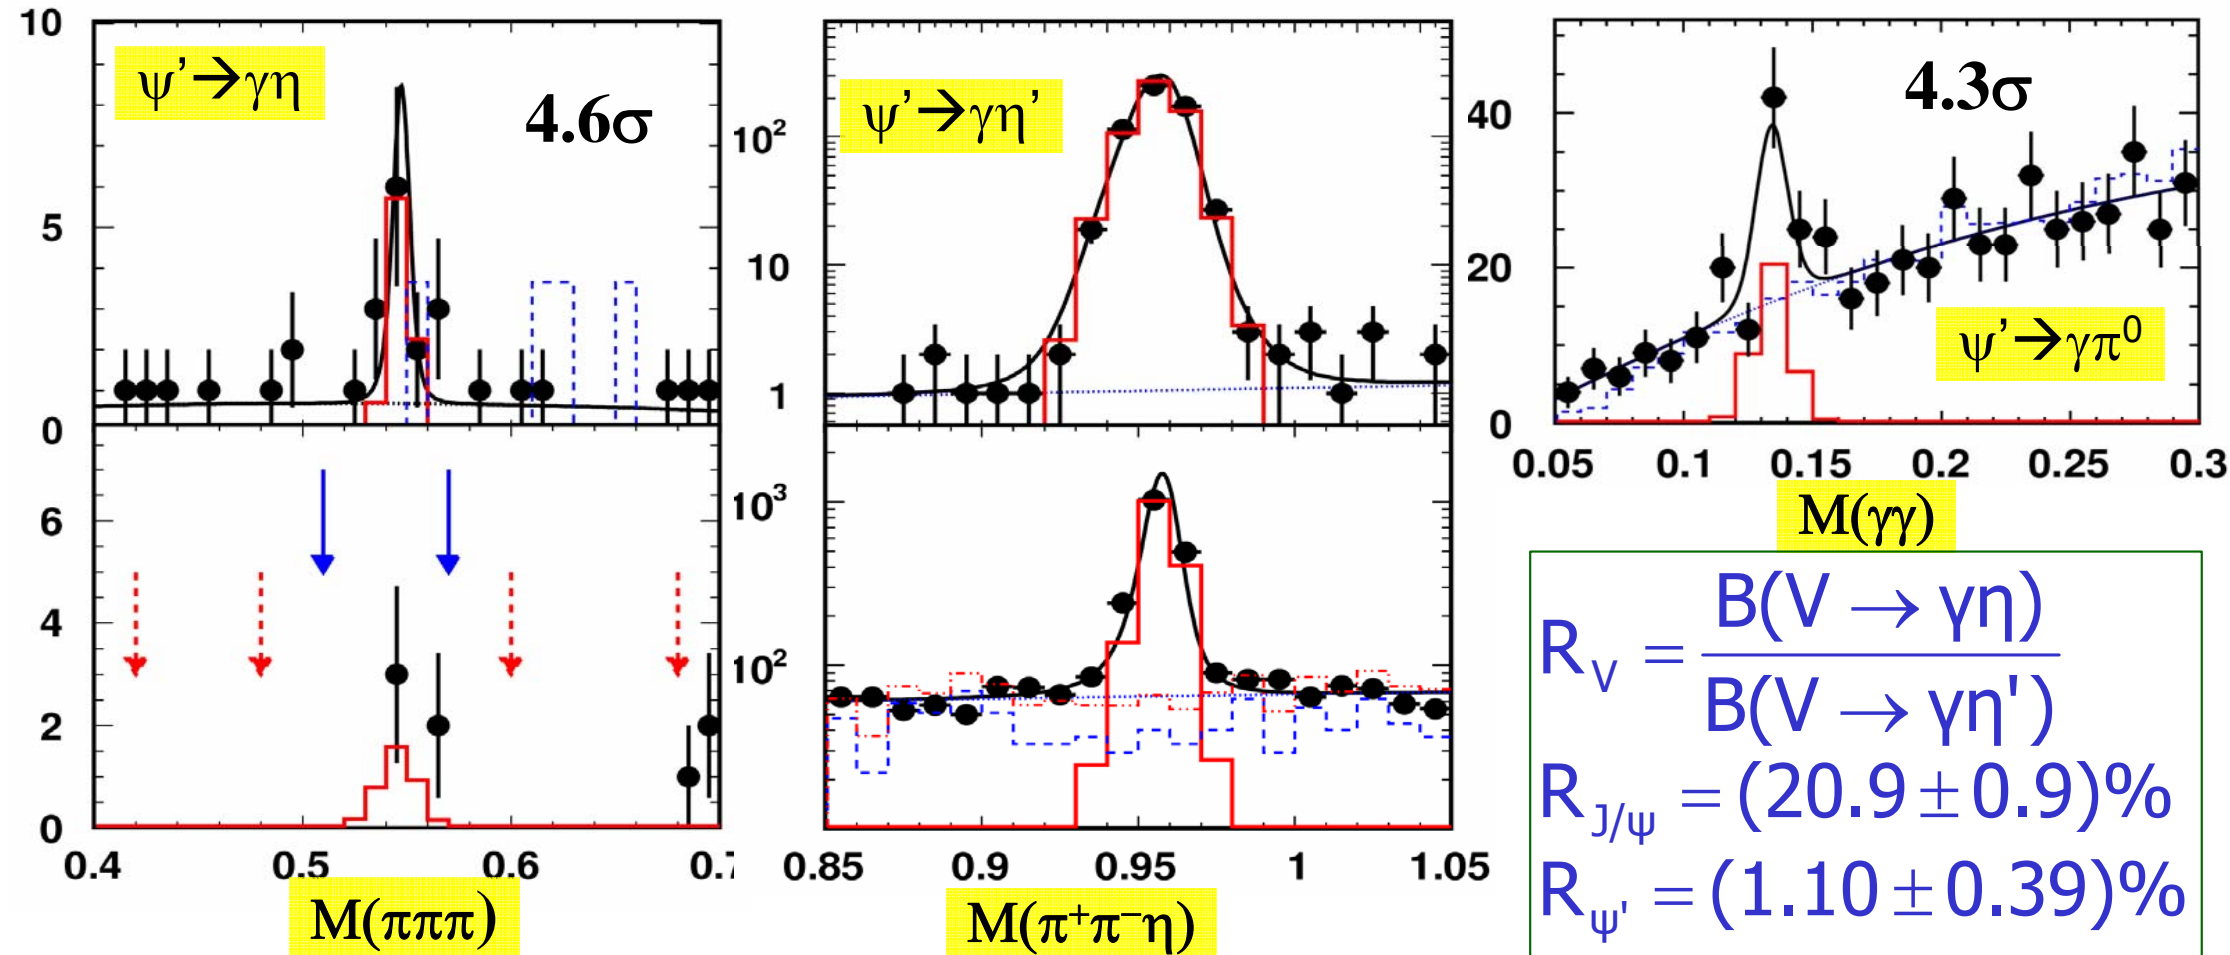 ψ’→γη
4.6σ
10
5
0
6
4
2
0
0.4 0.5 0.6 0.7
M(πππ)
ψ’→γη’
10²
10
1
10³
10²
0.85 0.9 0.95 1 1.05
M(π⁺π⁻η)
4.3σ
40
20
0
ψ’→γπ⁰
0.05 0.1 0.15 0.2 0.25 0.3
M(γγ)
R_V = B(V → γη) / B(V → γη')
R_J/ψ = (20.9 ± 0.9)%
R_ψ' = (1.10 ± 0.39)%